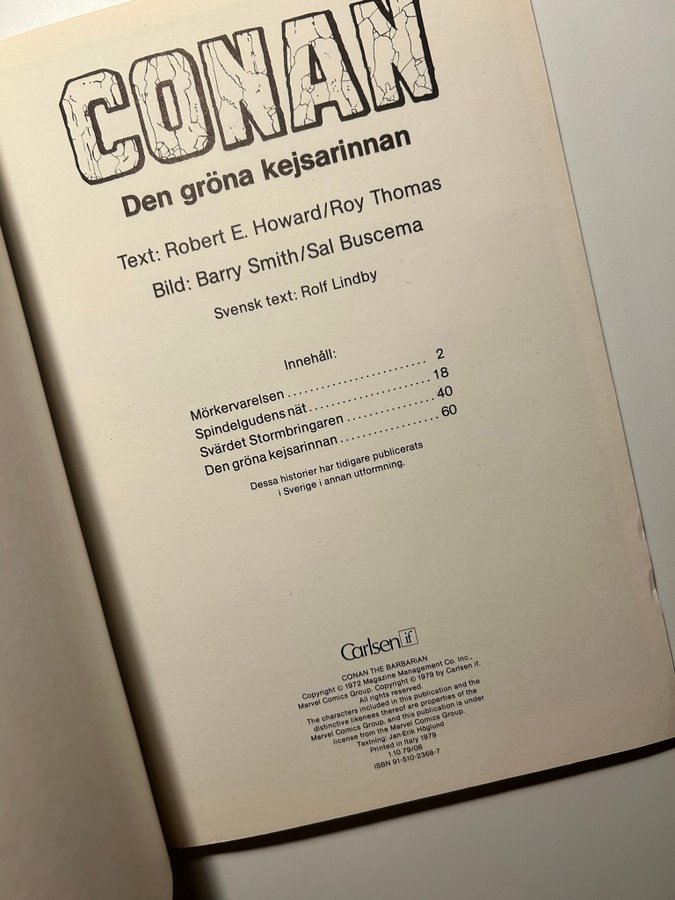 CONAN
Den gröna kejsarinnan
Text: Robert E. Howard/Roy Thomas
Bild: Barry Smith/Sal Buscema
Svensk text: Rolf Lindby
Innehåll:
Mörkervarelsen ........................ 2
Spindelgudens nät ..................... 18
Svärdet Stormbringaren ................ 40
Den gröna kejsarinnan ................. 60
Dessa historier har tidigare publicerats
i Sverige i annan utformning.
Carlsen if
CONAN THE BARBARIAN
Copyright © 1972 Magazine Management Co. Inc.,
Marvel Comics Group. Copyright © 1979 by Carlsen if.
All rights reserved.
The characters included in this publication and the
distinctive likenees thereof are properties of the
Marvel Comics Group, and this publication is under
license from the Marvel Comics Group.
Textning: Jan-Erik Höglund
Printed in Italy 1979
1.10.79/06
ISBN 91-510-2368-7